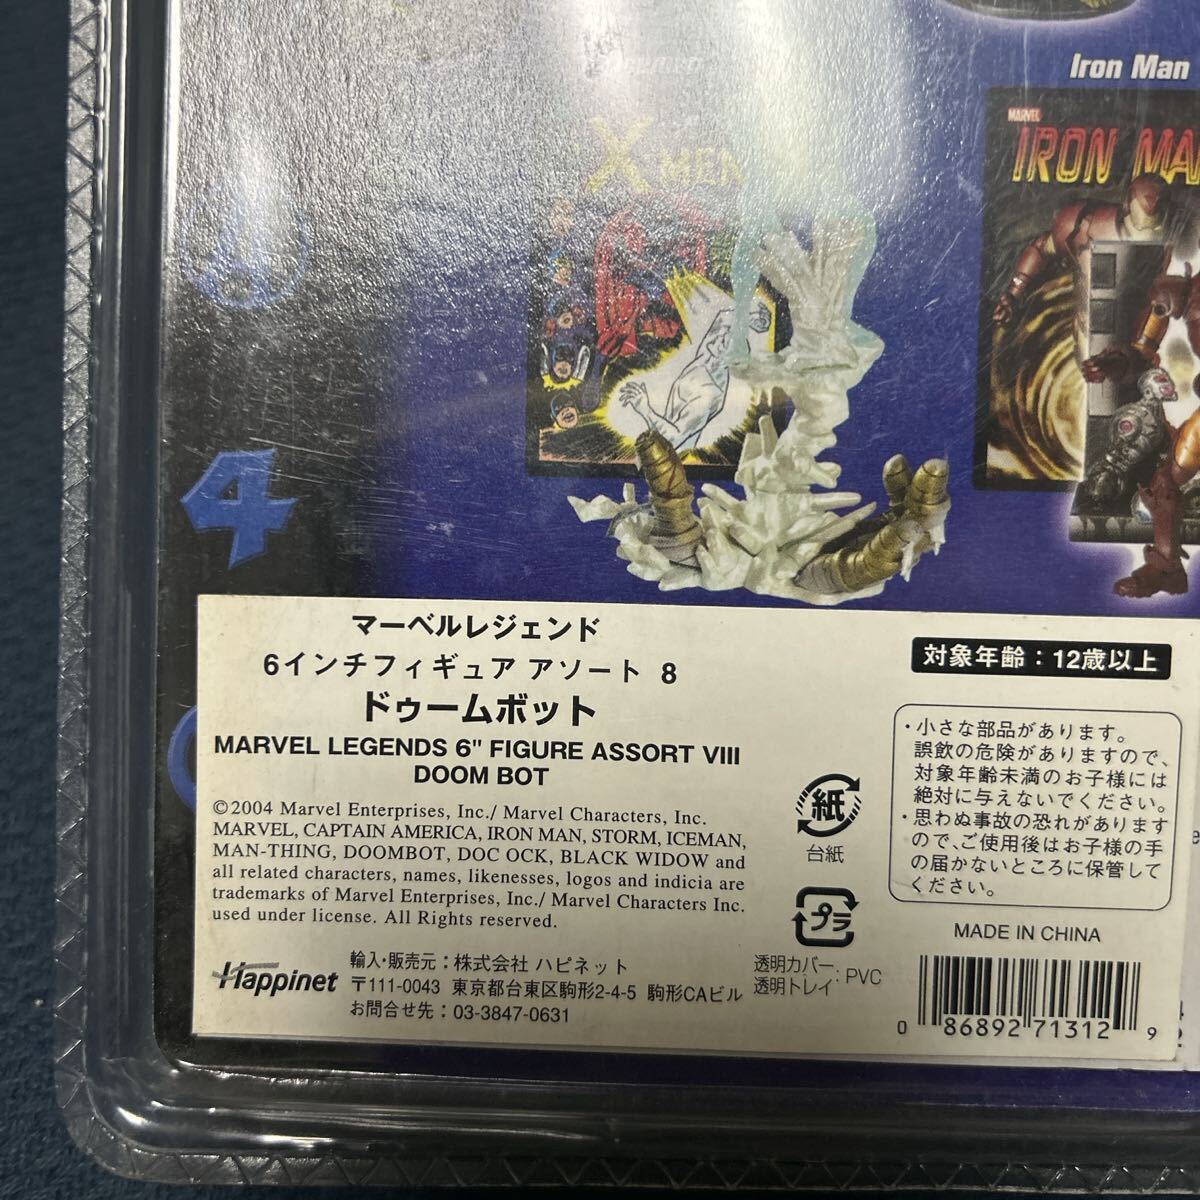 Iron Man
MARVEL
IRON MA
X-MEN
4
4
マーベルレジェンド
6インチフィギュア アソート 8
ドゥームボット
MARVEL LEGENDS 6" FIGURE ASSORT VIII
DOOM BOT
©2004 Marvel Enterprises, Inc./ Marvel Characters, Inc.
MARVEL, CAPTAIN AMERICA, IRON MAN, STORM, ICEMAN,
MAN-THING, DOOMBOT, DOC OCK, BLACK WIDOW and
all related characters, names, likenesses, logos and indicia are
trademarks of Marvel Enterprises, Inc./ Marvel Characters Inc.
used under license. All Rights reserved.
Happinet
輸入・販売元：株式会社 ハピネット
〒111-0043 東京都台東区駒形2-4-5 駒形CAビル
お問合せ先：03-3847-0631
紙
台紙
プラ
透明カバー
透明トレイ：PVC
対象年齢：12歳以上
・小さな部品があります。
誤飲の危険がありますので、
対象年齢未満のお子様には
絶対に与えないでください。
・思わぬ事故の恐れがあります
ので、ご使用後はお子様の手
の届かないところに保管して
ください。
MADE IN CHINA
0 86892 71312 9